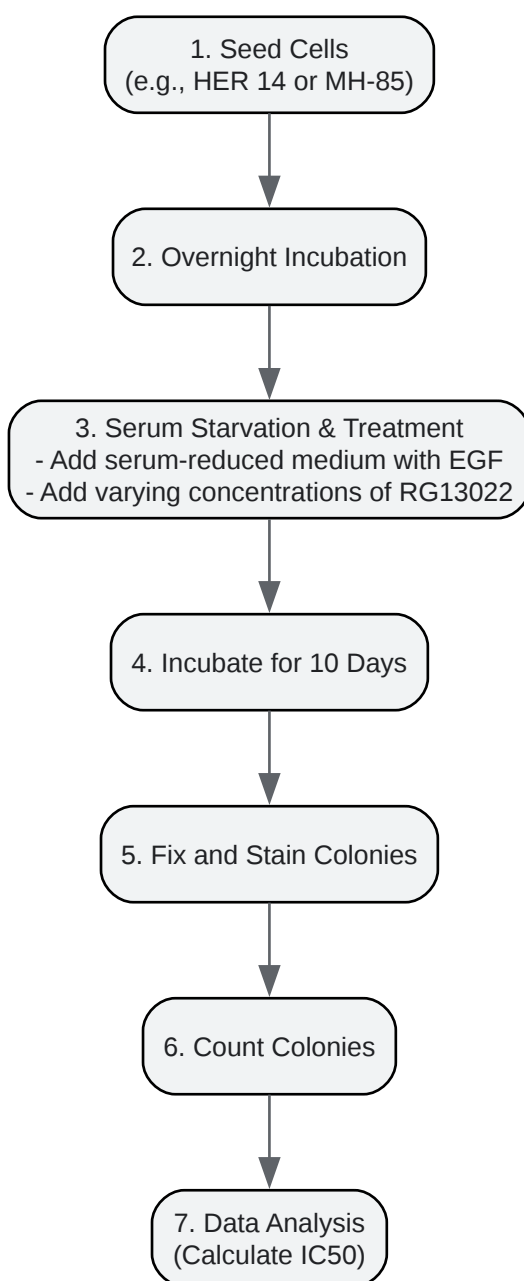 1. Seed Cells
(e.g., HER 14 or MH-85)
2. Overnight Incubation
3. Serum Starvation & Treatment
- Add serum-reduced medium with EGF
- Add varying concentrations of RG13022
4. Incubate for 10 Days
5. Fix and Stain Colonies
6. Count Colonies
7. Data Analysis
(Calculate IC50)